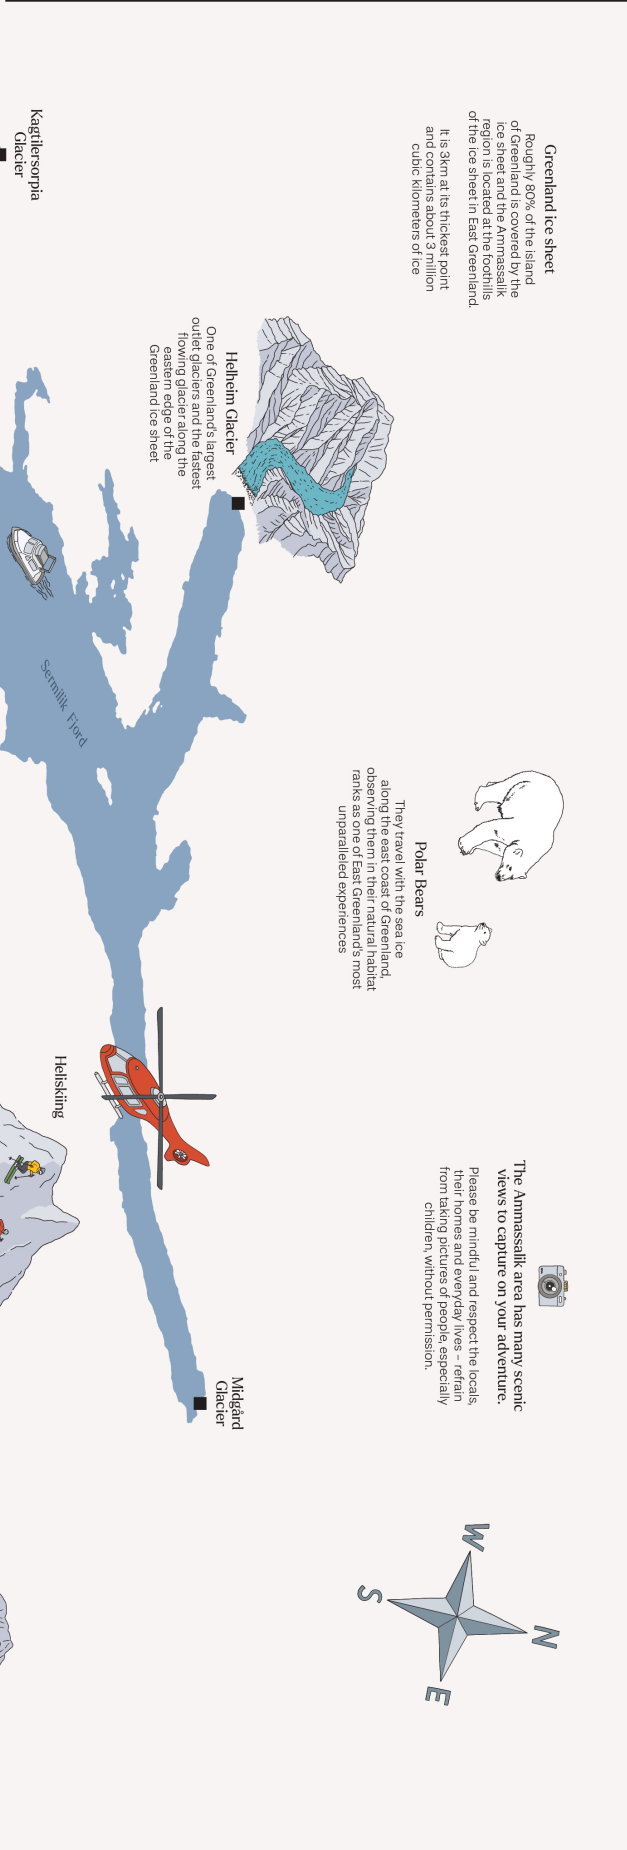 Greenland ice sheet
Roughly 80% of the island
of Greenland is covered by the
ice sheet and the Ammassalik
region is located at the foothills
of the ice sheet in East Greenland.
It is 3km at its thickest point
and contains about 3 million
cubic kilometers of ice
Kagtilersorpia
Glacier
Helheim Glacier
One of Greenland's largest
outlet glaciers and the fastest
flowing glacier along the
eastern edge of the
Greenland ice sheet
Sermilik Fjord
Polar Bears
They travel with the sea ice
along the east coast of Greenland,
observing them in their natural habitat
ranks as one of East Greenland's most
unparalleled experiences
Heliskiing
The Ammassalik area has many scenic
views to capture on your adventure.
Please be mindful and respect the locals,
their homes and everyday lives – refrain
from taking pictures of people, especially
children, without permission.
Midgård
Glacier
N
W
E
S